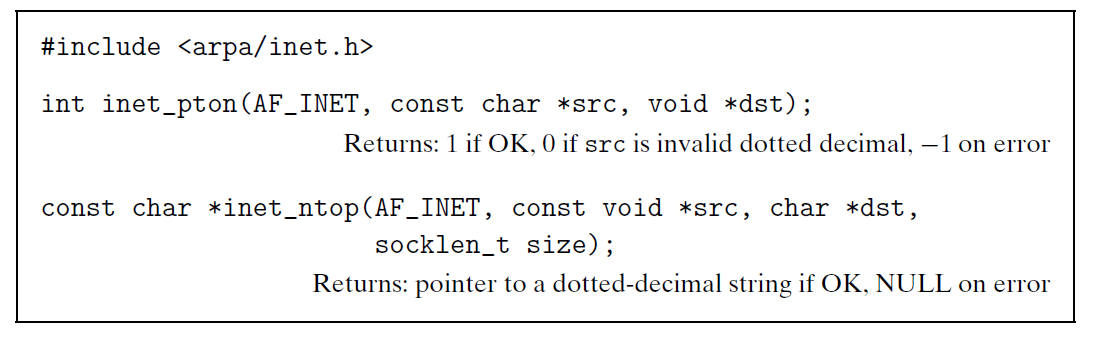 #include <arpa/inet.h>
int inet_pton(AF_INET, const char *src, void *dst);
Returns: 1 if OK, 0 if src is invalid dotted decimal, −1 on error
const char *inet_ntop(AF_INET, const void *src, char *dst,
socklen_t size);
Returns: pointer to a dotted-decimal string if OK, NULL on error